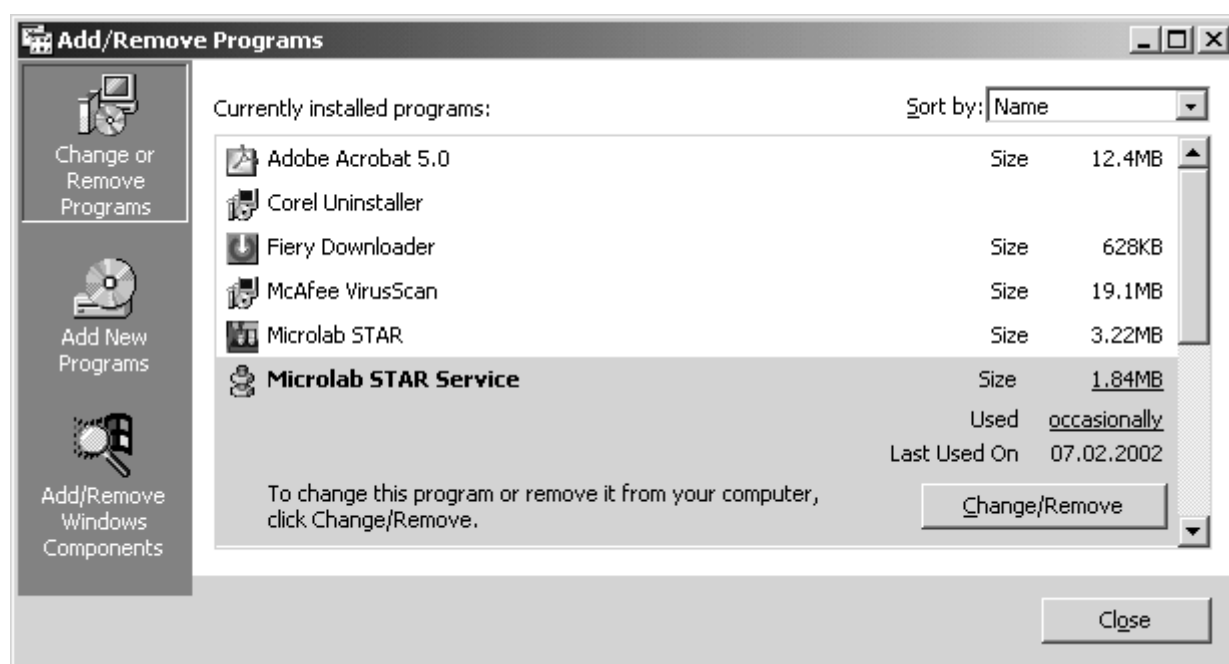 Add/Remove Programs
Change or
Remove
Programs
Add New
Programs
Add/Remove
Windows
Components
Currently installed programs:
Sort by: Name
Adobe Acrobat 5.0 Size 12.4MB
Corel Uninstaller
Fiery Downloader Size 628KB
McAfee VirusScan Size 19.1MB
Microlab STAR Size 3.22MB
Microlab STAR Service Size 1.84MB
Used occasionally
Last Used On 07.02.2002
To change this program or remove it from your computer,
click Change/Remove.
Change/Remove
Close